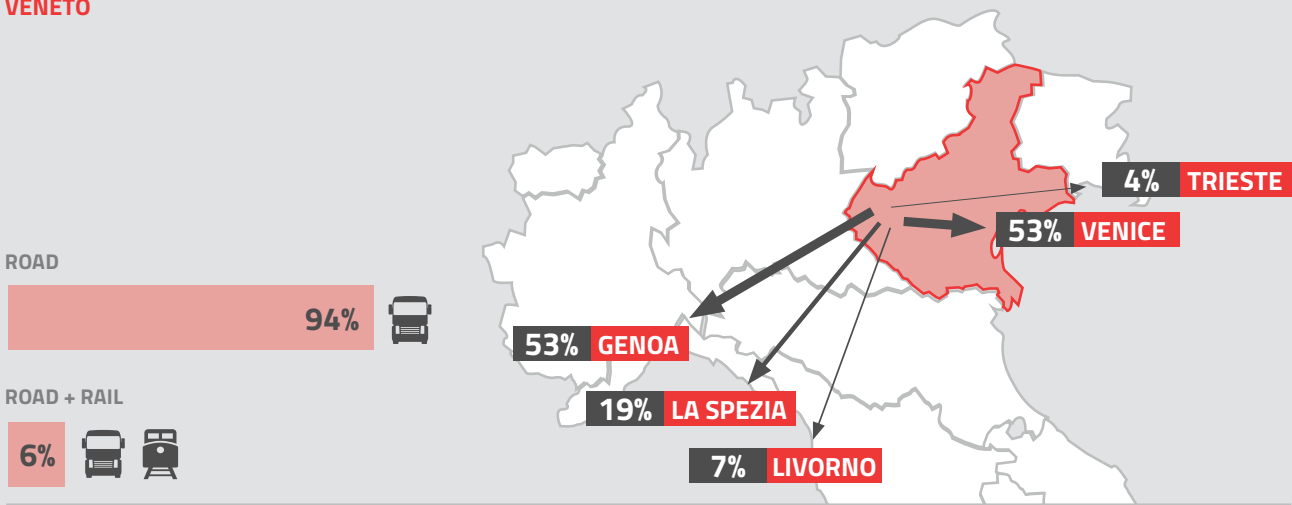 VENETO
ROAD
94%
ROAD + RAIL
6%
4% TRIESTE
53% VENICE
53% GENOA
19% LA SPEZIA
7% LIVORNO